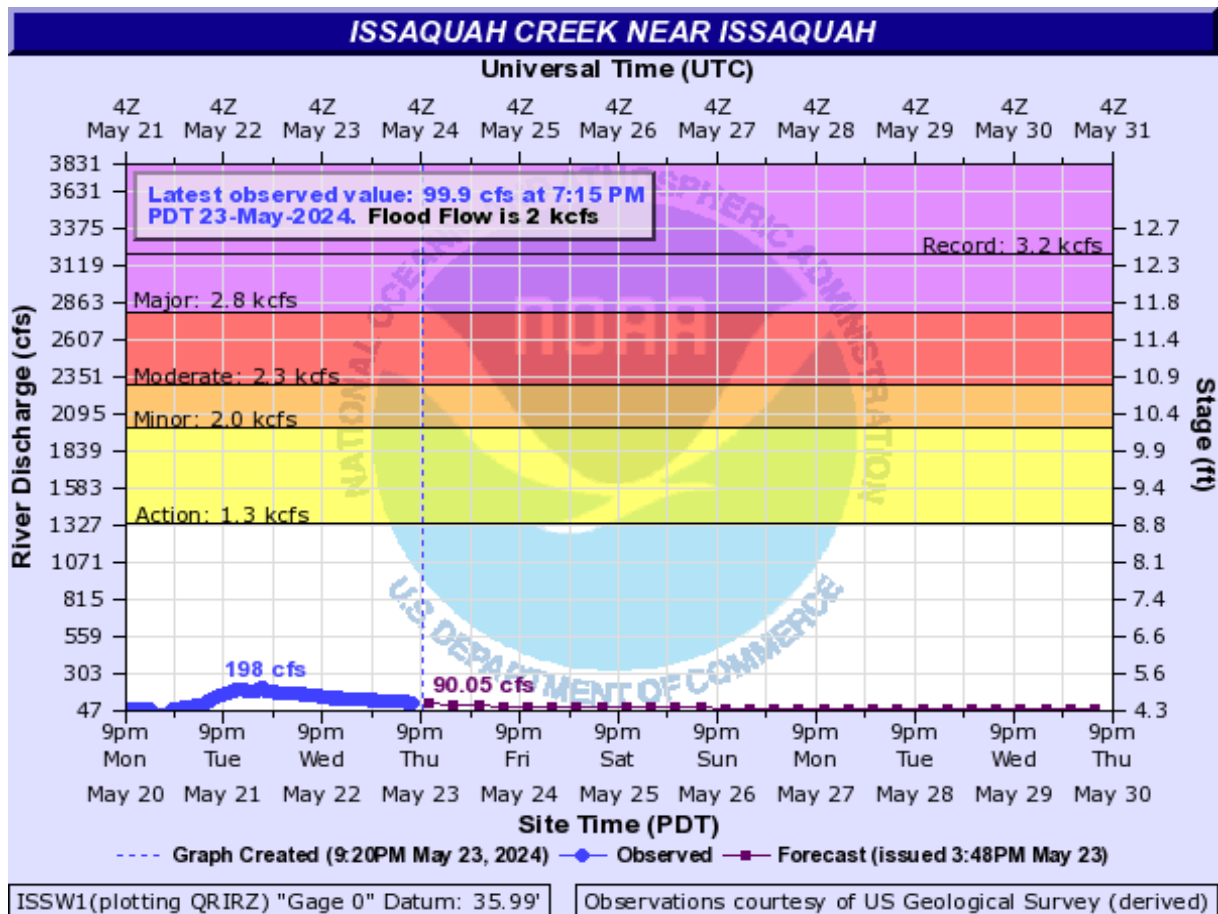 ISSAQUAH CREEK NEAR ISSAQUAH
Universal Time (UTC)
4Z 4Z 4Z 4Z 4Z 4Z 4Z 4Z 4Z 4Z 4Z
May 21 May 22 May 23 May 24 May 25 May 26 May 27 May 28 May 29 May 30 May 31
Latest observed value: 99.9 cfs at 7:15 PM
PDT 23-May-2024. Flood Flow is 2 kcfs
Record: 3.2 kcfs
Major: 2.8 kcfs
Moderate: 2.3 kcfs
Minor: 2.0 kcfs
Action: 1.3 kcfs
198 cfs
90.05 cfs
River Discharge (cfs)
3831
3631
3375
3119
2863
2607
2351
2095
1839
1583
1327
1071
815
559
303
47
Stage (ft)
12.7
12.3
11.8
11.4
10.9
10.4
9.9
9.4
8.8
8.1
7.4
6.6
5.6
4.3
NATIONAL OCEANIC AND ATMOSPHERIC ADMINISTRATION
NOAA
U.S. DEPARTMENT OF COMMERCE
9pm 9pm 9pm 9pm 9pm 9pm 9pm 9pm 9pm 9pm 9pm
Mon Tue Wed Thu Fri Sat Sun Mon Tue Wed Thu
May 20 May 21 May 22 May 23 May 24 May 25 May 26 May 27 May 28 May 29 May 30
Site Time (PDT)
Graph Created (9:20PM May 23, 2024) Observed Forecast (issued 3:48PM May 23)
ISSW1(plotting QRIRZ) "Gage 0" Datum: 35.99'
Observations courtesy of US Geological Survey (derived)